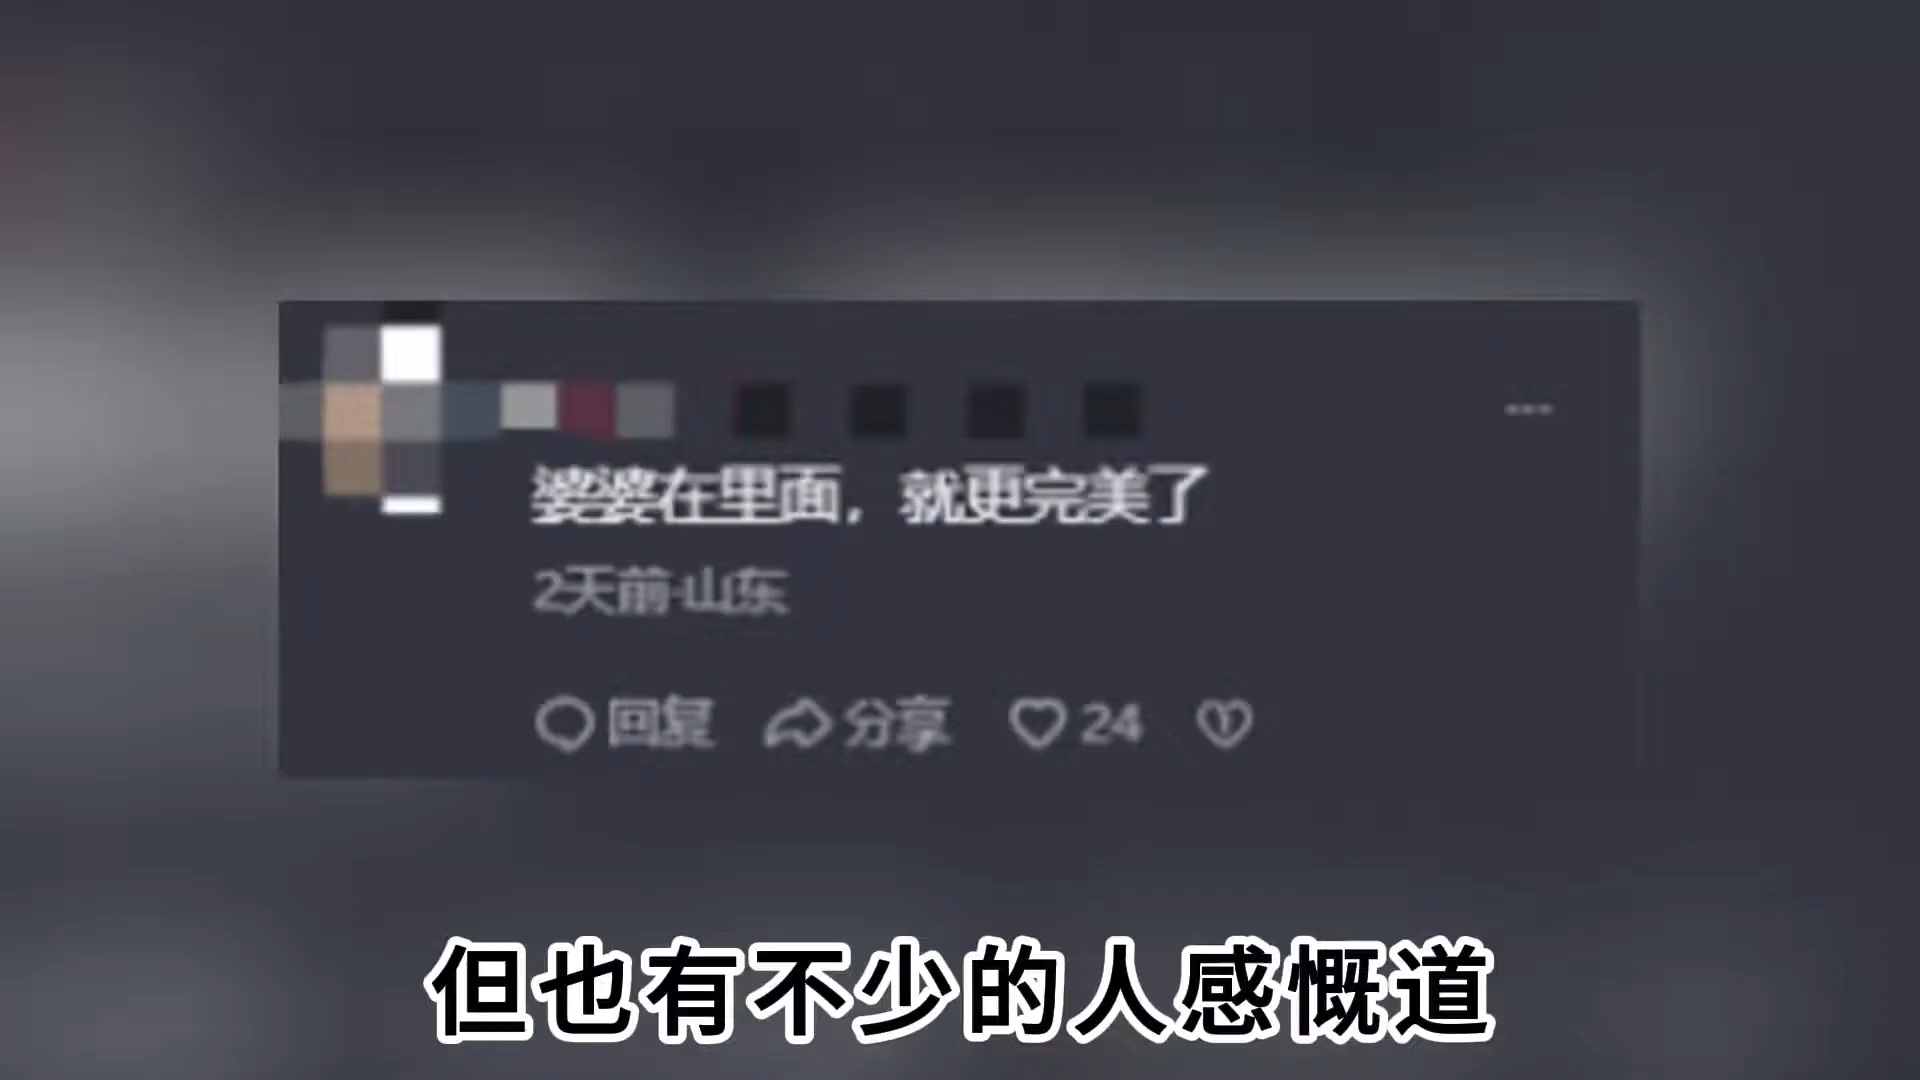 婆婆在里面，就更完美了
2天前·山东
回复 分享 24
但也有不少的人感慨道